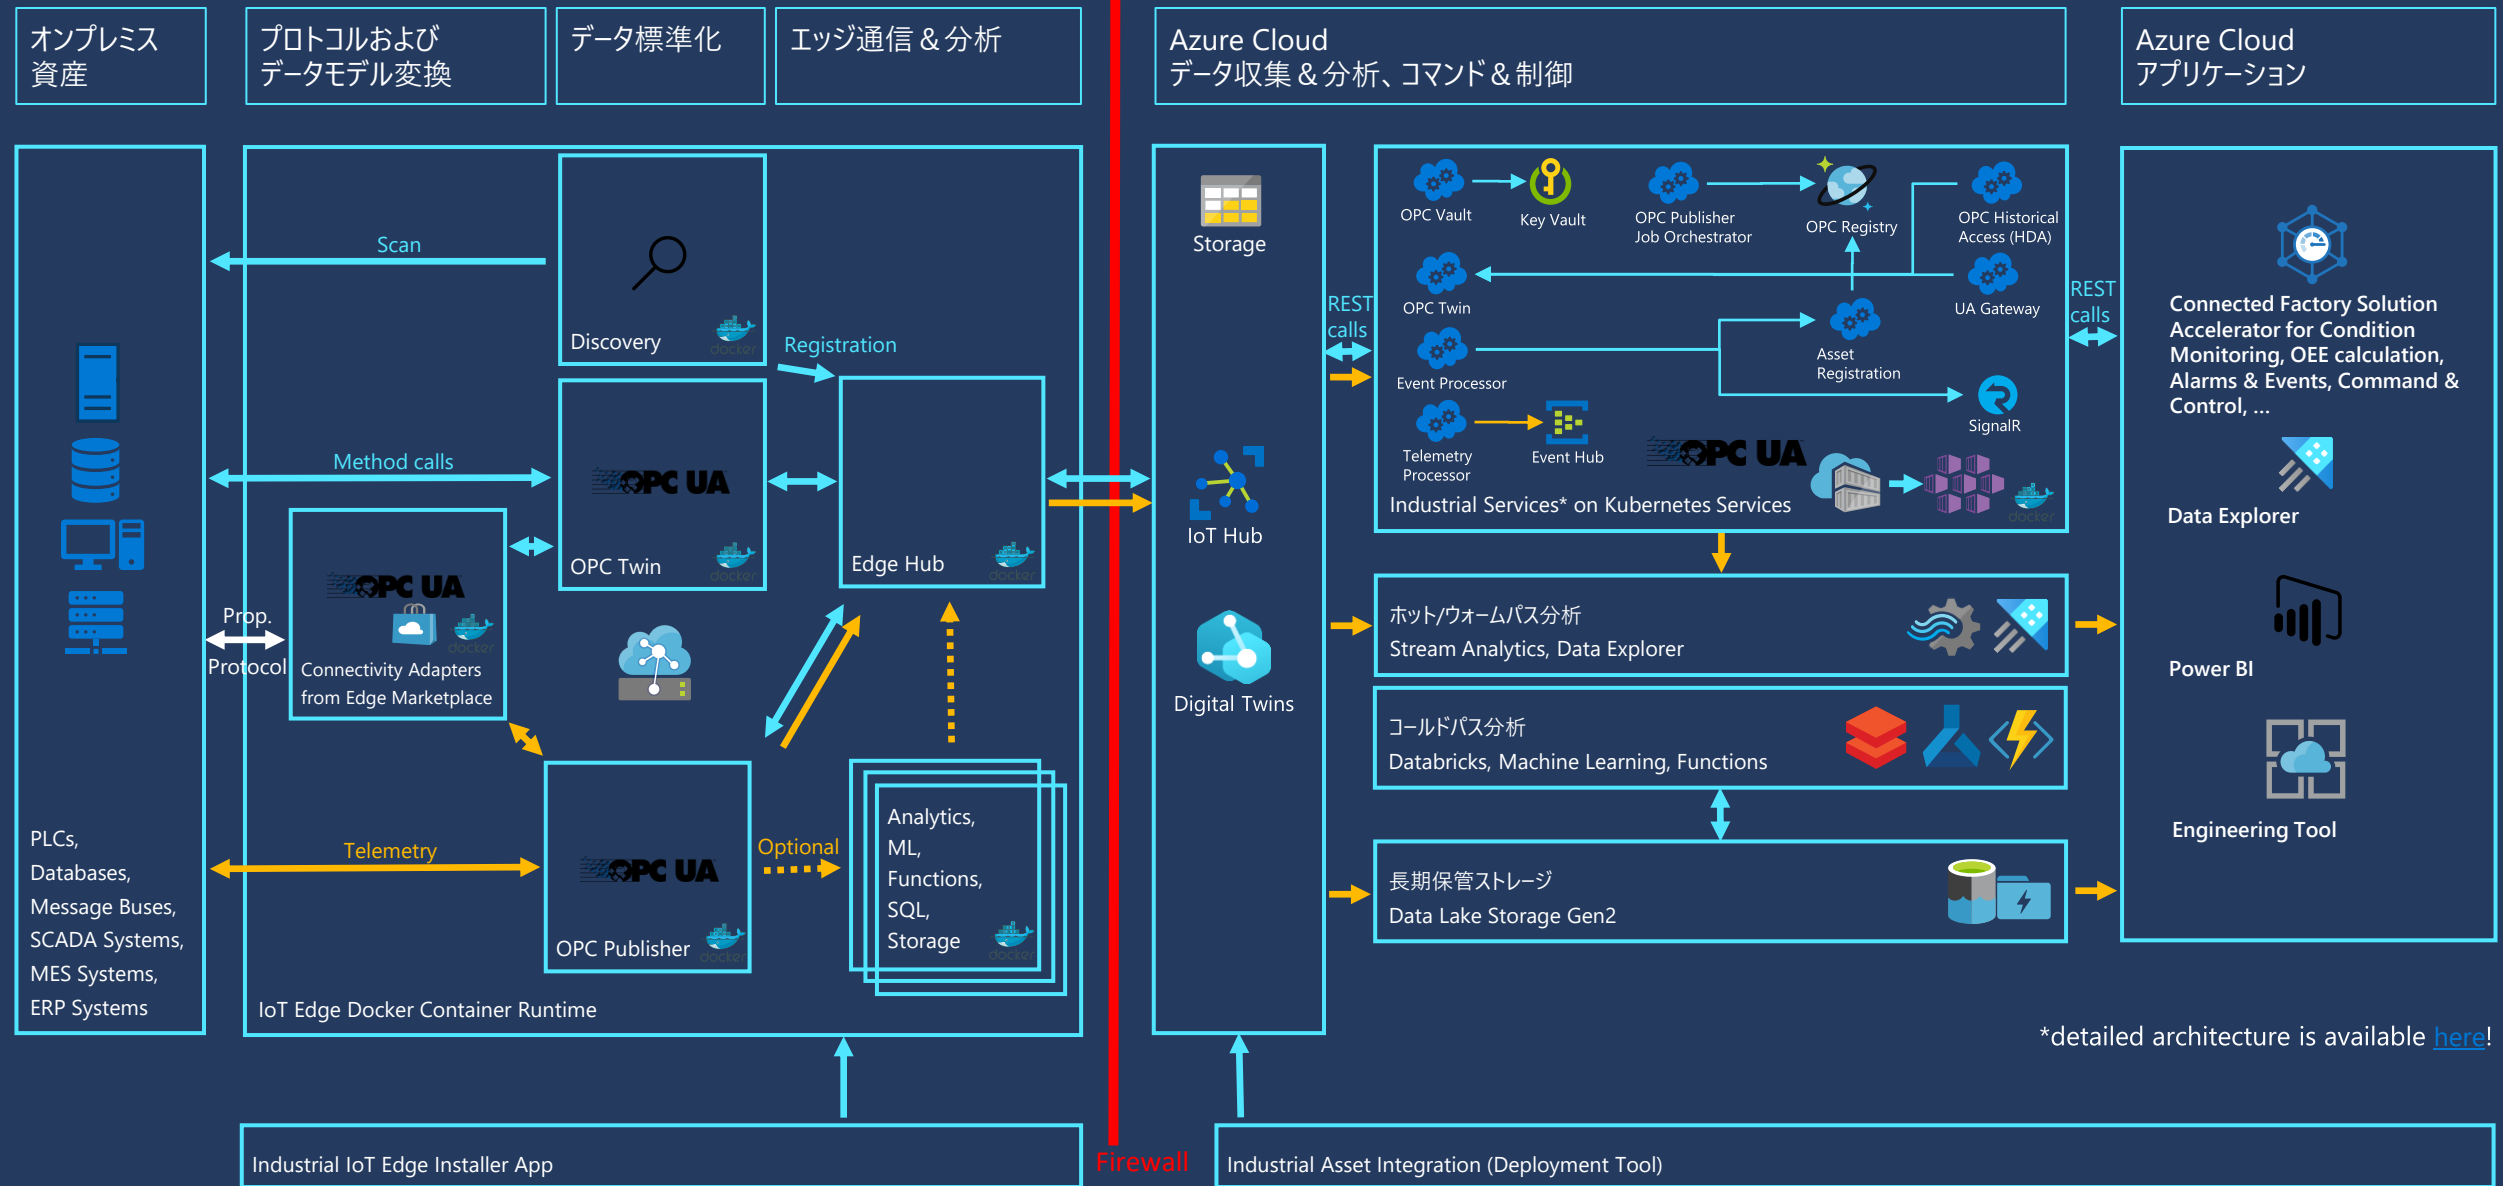 オンプレミス
資産
プロトコルおよび
データモデル変換
データ標準化
エッジ通信＆分析
Azure Cloud
データ収集＆分析、コマンド＆制御
Azure Cloud
アプリケーション
PLCs,
Databases,
Message Buses,
SCADA Systems,
MES Systems,
ERP Systems
Scan
Method calls
Prop.
Protocol
Telemetry
Discovery
docker
Registration
OPC UA
OPC Twin
docker
OPC UA
docker
Connectivity Adapters
from Edge Marketplace
Edge Hub
docker
OPC UA
OPC Publisher
docker
Optional
Analytics,
ML,
Functions,
SQL,
Storage
docker
IoT Edge Docker Container Runtime
Industrial IoT Edge Installer App
Firewall
Storage
IoT Hub
Digital Twins
REST
calls
OPC Vault
Key Vault
OPC Publisher
Job Orchestrator
OPC Registry
OPC Historical
Access (HDA)
OPC Twin
UA Gateway
Event Processor
Asset
Registration
SignalR
Telemetry
Processor
Event Hub
OPC UA
Industrial Services* on Kubernetes Services
docker
ホット/ウォームパス分析
Stream Analytics, Data Explorer
コールドパス分析
Databricks, Machine Learning, Functions
長期保管ストレージ
Data Lake Storage Gen2
REST
calls
Connected Factory Solution
Accelerator for Condition
Monitoring, OEE calculation,
Alarms & Events, Command &
Control, ...
Data Explorer
Power BI
Engineering Tool
*detailed architecture is available here!
Industrial Asset Integration (Deployment Tool)